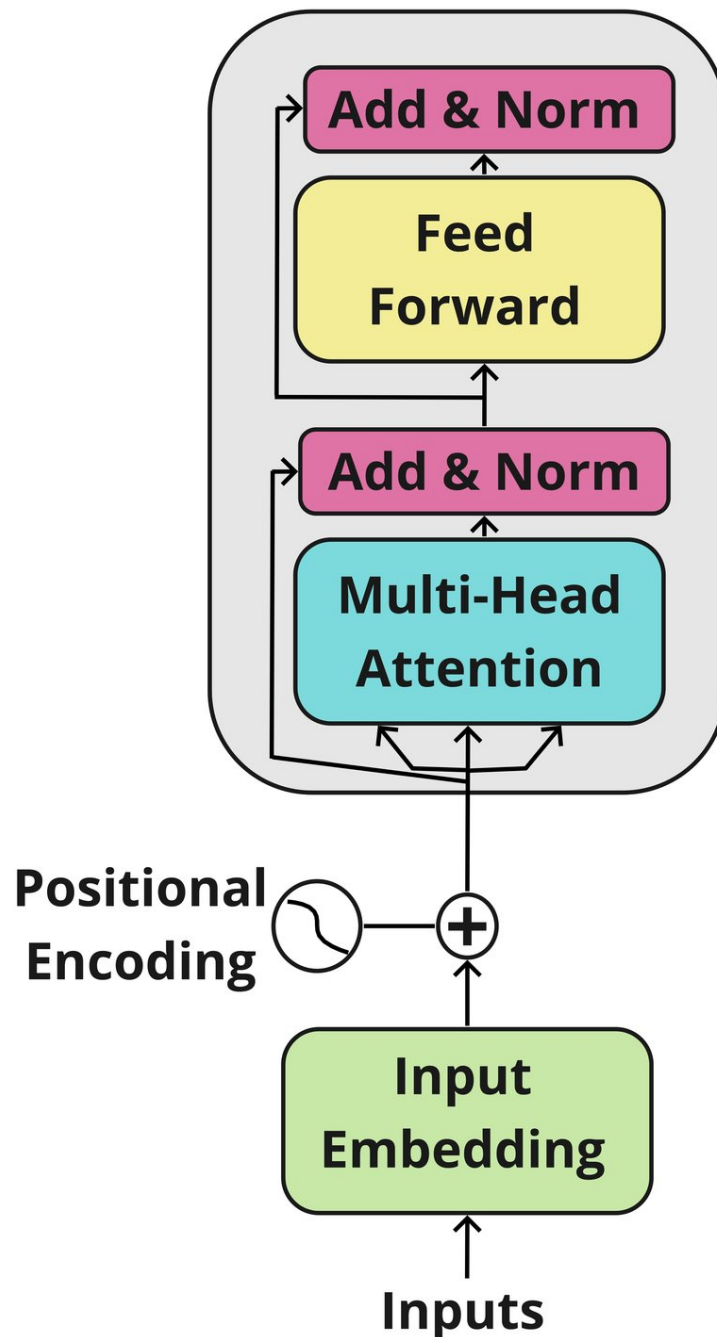 Add & Norm
Feed
Forward
Add & Norm
Multi-Head
Attention
Positional
Encoding
Input
Embedding
Inputs